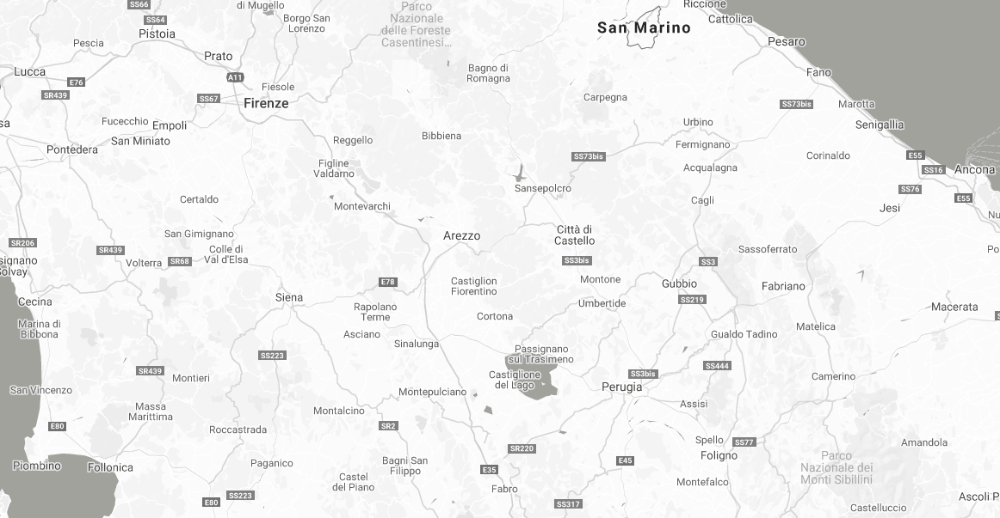 SS66
di Mugello
Parco
Nazionale
delle Foreste
Casentinesi...
Riccione
SS64
Borgo San
Lorenzo
Cattolica
Pistoia
San Marino
Pescia
Pesaro
Prato
Bagno di
Romagna
Lucca
Fano
E76
A11
SR439
Fiesole
SS67
Firenze
Carpegna
SS73bis
Marotta
Fucecchio
Empoli
Urbino
Senigallia
sa
San Miniato
Reggello
Bibbiena
Fermignano
Pontedera
SS73bis
Corinaldo
E55
Figline
Valdarno
Acqualagna
SS16
Ancona
Sansepolcro
SS76
Certaldo
Montevarchi
Cagli
E55
Jesi
Nu
San Gimignano
Arezzo
Città di
Castello
SR206
SR439
Colle di
Val d'Elsa
Sassoferrato
Po
signano
Solvay
Volterra
SR68
SS3bis
SS3
E78
Castiglion
Fiorentino
Montone
Gubbio
Fabriano
Siena
SS219
Cecina
Rapolano
Terme
Umbertide
Macerata
Marina di
Bibbona
Cortona
Matelica
Asciano
Sinalunga
Gualdo Tadino
SS223
Passignano
sul Trasimeno
SS444
SR439
Montieri
Castiglione
del Lago
SS3bis
Camerino
San Vincenzo
Montepulciano
Perugia
Massa
Marittima
Montalcino
Assisi
E80
Roccastrada
SR2
Spello
SS77
Amandola
SR220
Foligno
Piombino
Follonica
Paganico
Bagni San
Filippo
E35
E45
Parco
Nazionale dei
Monti Sibillini
Castel
del Piano
Fabro
Montefalco
E80
SS223
SS317
Ascoli P
Castelluccio